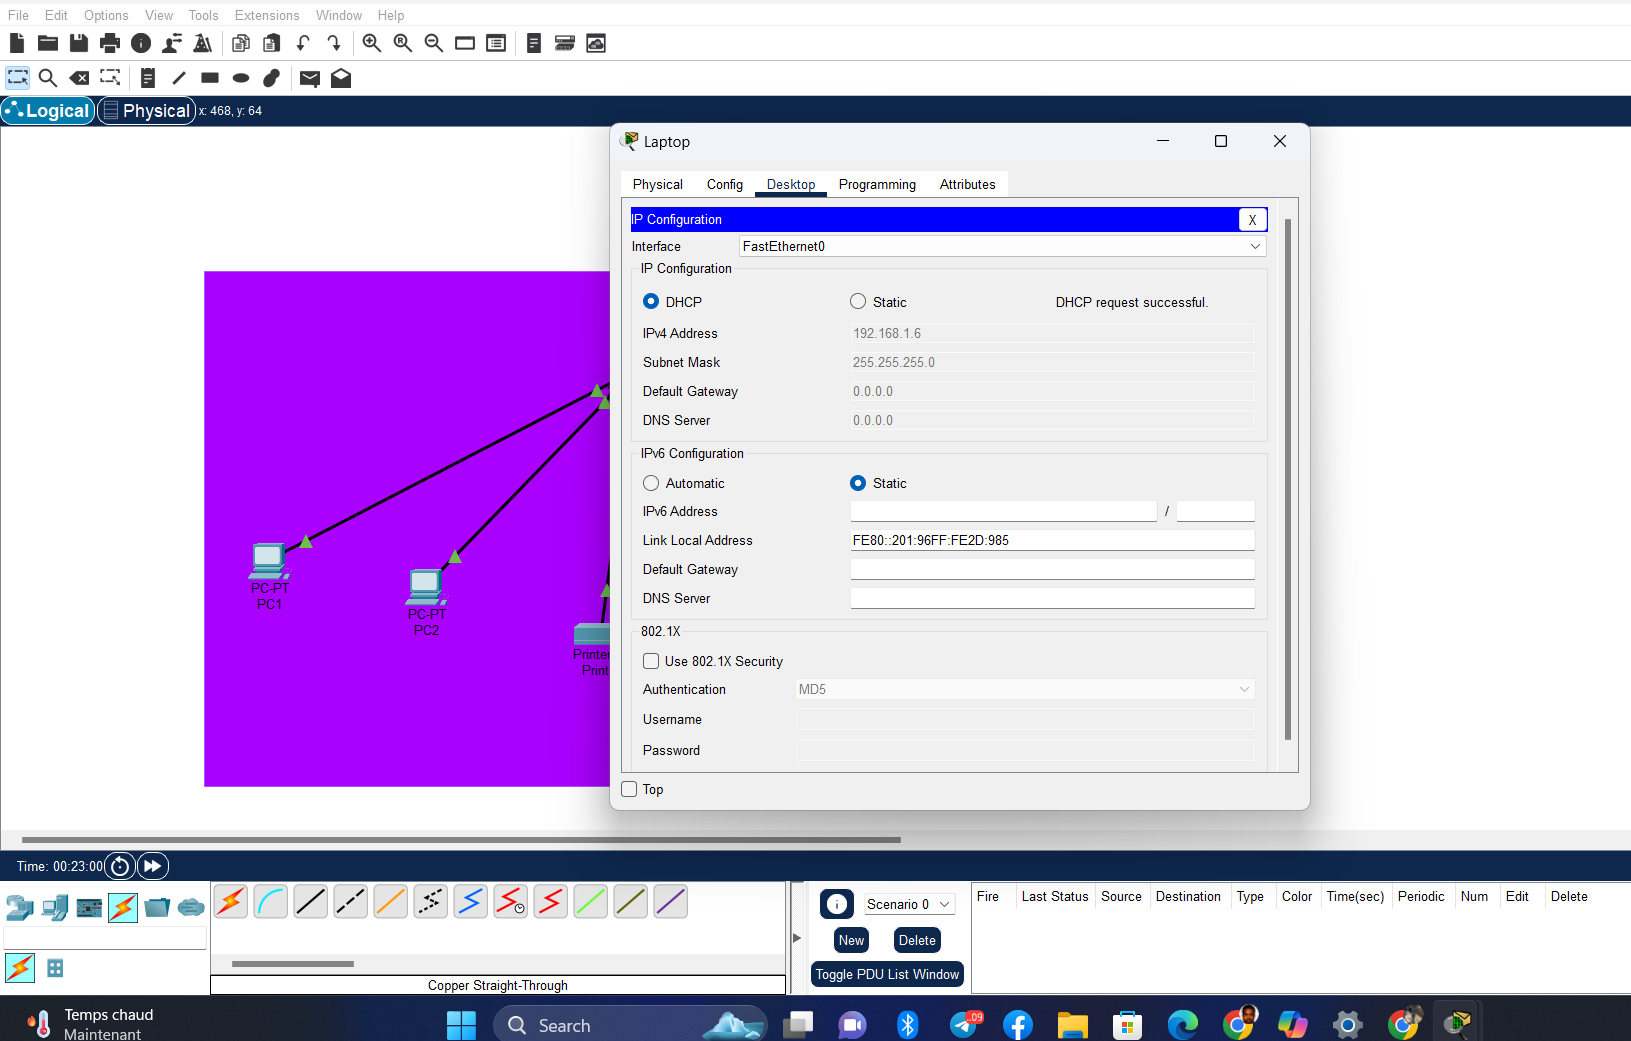 File Edit Options View Tools Extensions Window Help
Logical Physical x: 468, y: 64
Laptop
Physical Config Desktop Programming Attributes
IP Configuration X
Interface FastEthernet0
IP Configuration
DHCP Static DHCP request successful.
IPv4 Address 192.168.1.6
Subnet Mask 255.255.255.0
Default Gateway 0.0.0.0
DNS Server 0.0.0.0
IPv6 Configuration
Automatic Static
IPv6 Address /
Link Local Address FE80::201:96FF:FE2D:985
Default Gateway
DNS Server
802.1X
Use 802.1X Security
Authentication MD5
Username
Password
Top
PC-PT
PC1
PC-PT
PC2
Printer
Print
Time: 00:23:00
Copper Straight-Through
Scenario 0
New Delete
Toggle PDU List Window
Fire Last Status Source Destination Type Color Time(sec) Periodic Num Edit Delete
Temps chaud
Maintenant
Search
.09